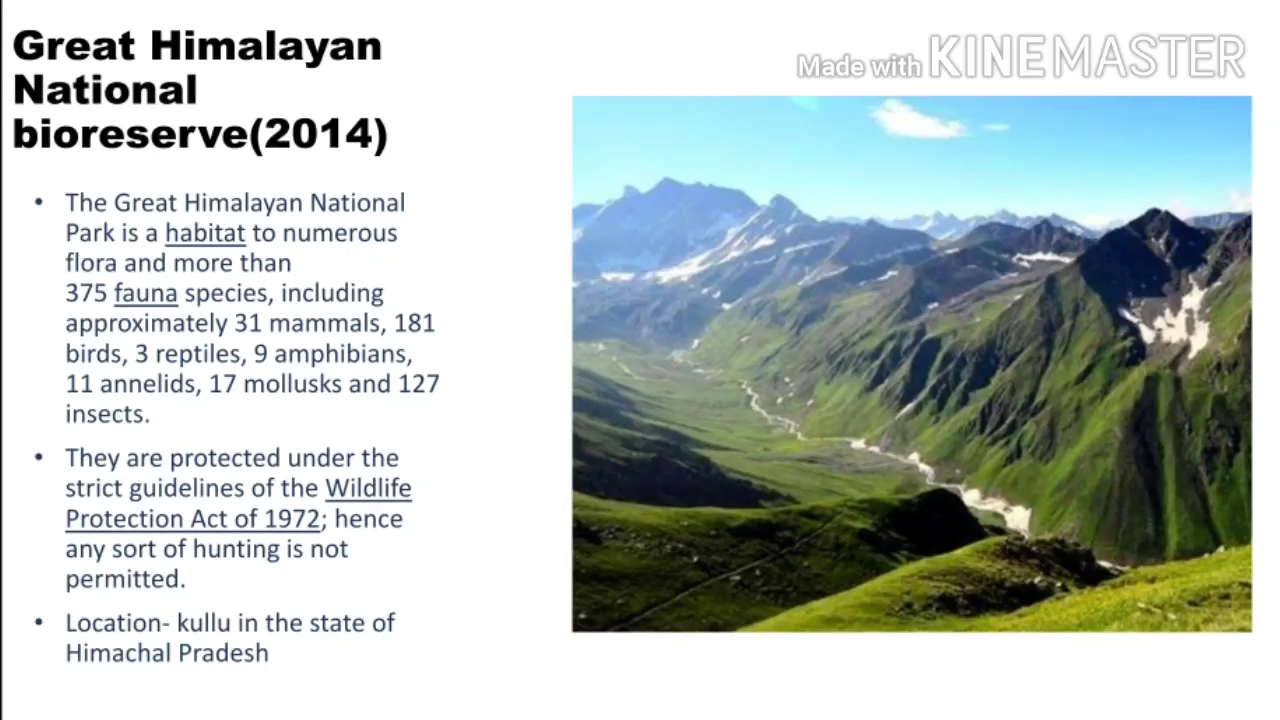 Great Himalayan
National
bioreserve(2014)
Made with KINEMASTER
• The Great Himalayan National
Park is a habitat to numerous
flora and more than
375 fauna species, including
approximately 31 mammals, 181
birds, 3 reptiles, 9 amphibians,
11 annelids, 17 mollusks and 127
insects.
• They are protected under the
strict guidelines of the Wildlife
Protection Act of 1972; hence
any sort of hunting is not
permitted.
• Location- kullu in the state of
Himachal Pradesh